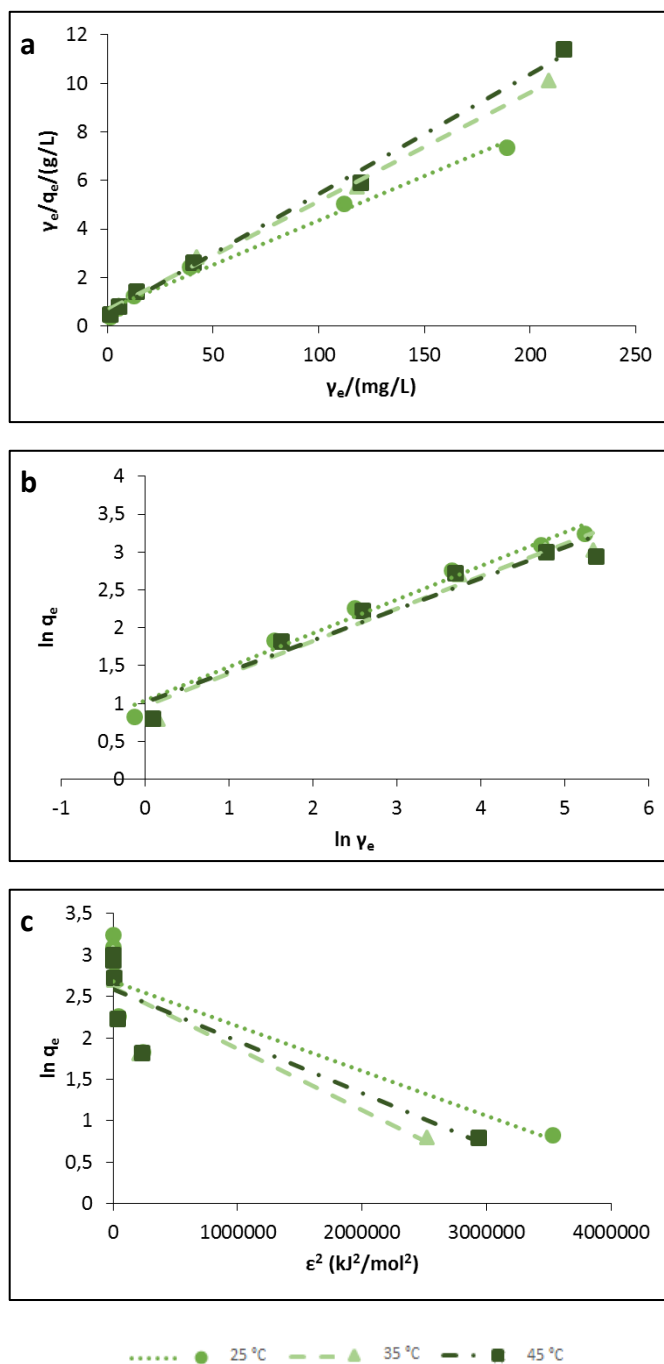 a
12
10
8
6
4
2
0
γe/qe/(g/L)
0 50 100 150 200 250
γe/(mg/L)
b
4
3,5
3
2,5
2
1,5
1
0,5
0
ln qe
-1 0 1 2 3 4 5 6
ln γe
c
3,5
3
2,5
2
1,5
1
0,5
0
ln qe
0 1000000 2000000 3000000 4000000
ε² (kJ²/mol²)
25 °C 35 °C 45 °C